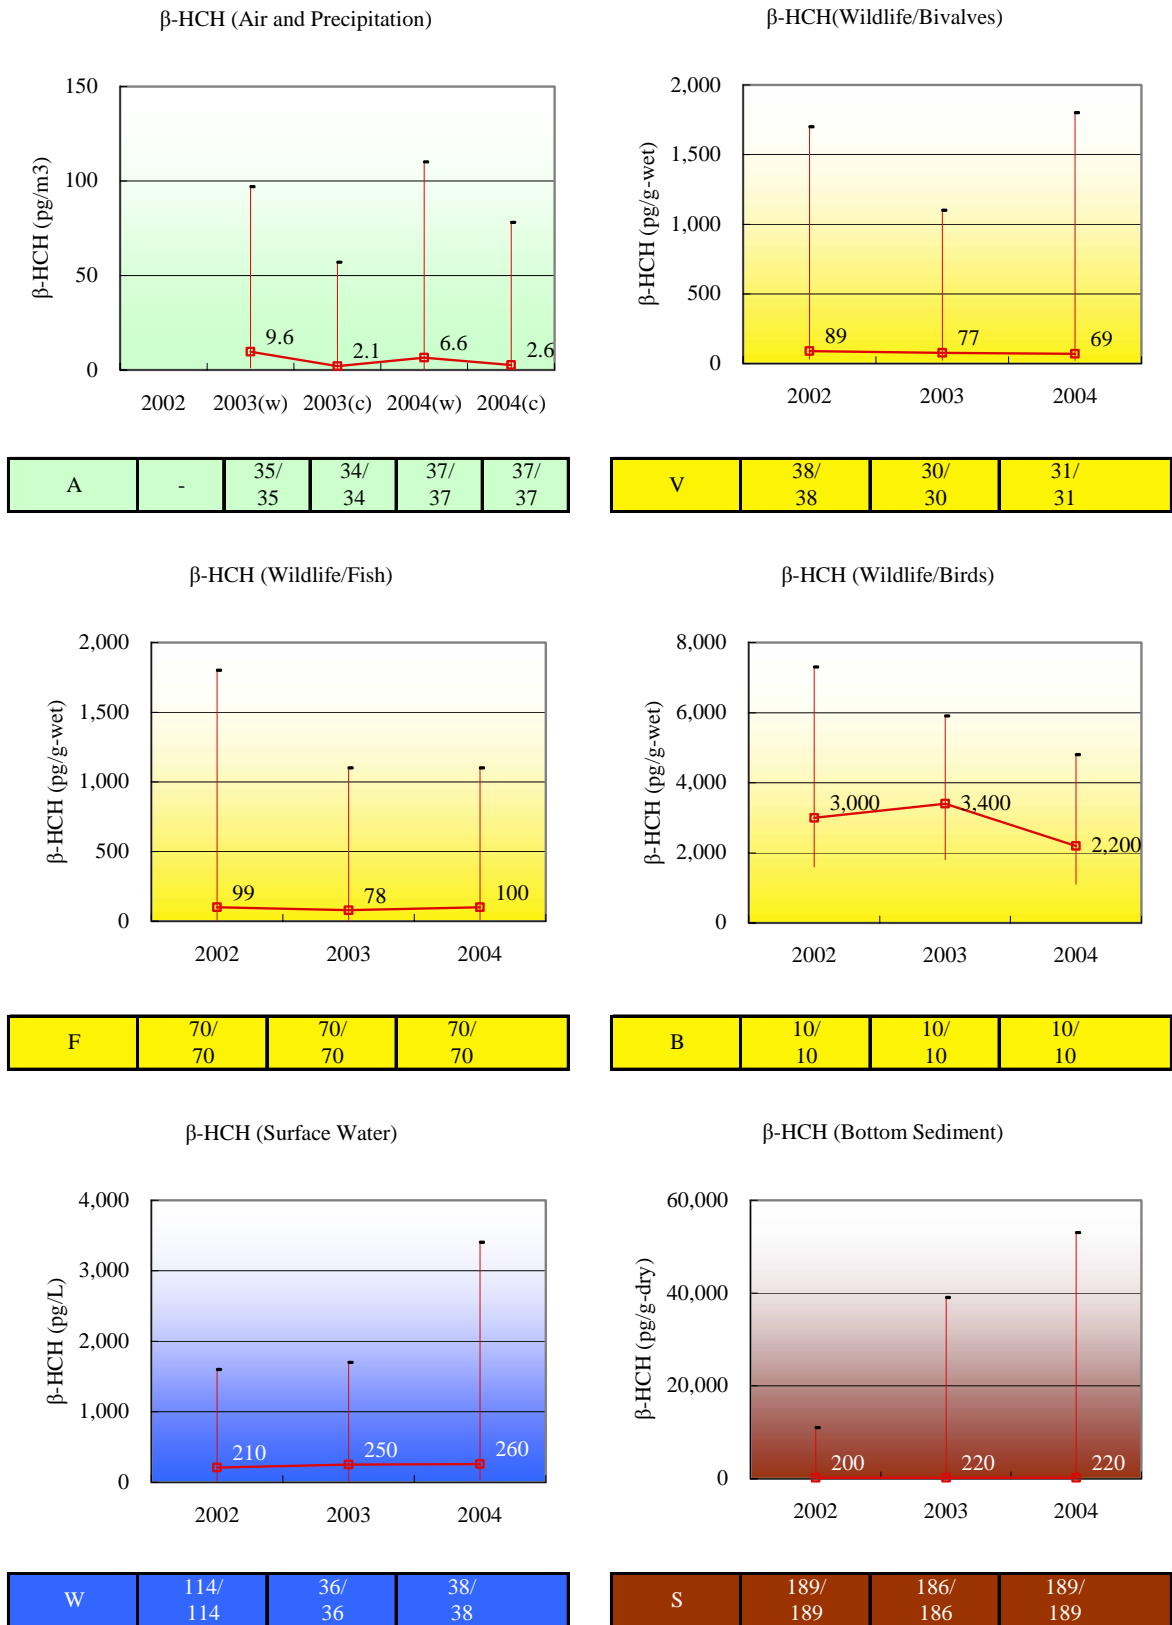 β-HCH (Air and Precipitation)
150
100
50
0
β-HCH (pg/m3)
9.6
2.1
6.6
2.6
2002 2003(w) 2003(c) 2004(w) 2004(c)
A - 35/ 34/ 37/ 37/
35 34 37 37
β-HCH(Wildlife/Bivalves)
2,000
1,500
1,000
500
0
β-HCH (pg/g-wet)
89
77
69
2002 2003 2004
V 38/ 30/ 31/
38 30 31
β-HCH (Wildlife/Fish)
2,000
1,500
1,000
500
0
β-HCH (pg/g-wet)
99
78
100
2002 2003 2004
F 70/ 70/ 70/
70 70 70
β-HCH (Wildlife/Birds)
8,000
6,000
4,000
2,000
0
β-HCH (pg/g-wet)
3,000
3,400
2,200
2002 2003 2004
B 10/ 10/ 10/
10 10 10
β-HCH (Surface Water)
4,000
3,000
2,000
1,000
0
β-HCH (pg/L)
210
250
260
2002 2003 2004
W 114/ 36/ 38/
114 36 38
β-HCH (Bottom Sediment)
60,000
40,000
20,000
0
β-HCH (pg/g-dry)
200
220
220
2002 2003 2004
S 189/ 186/ 189/
189 186 189